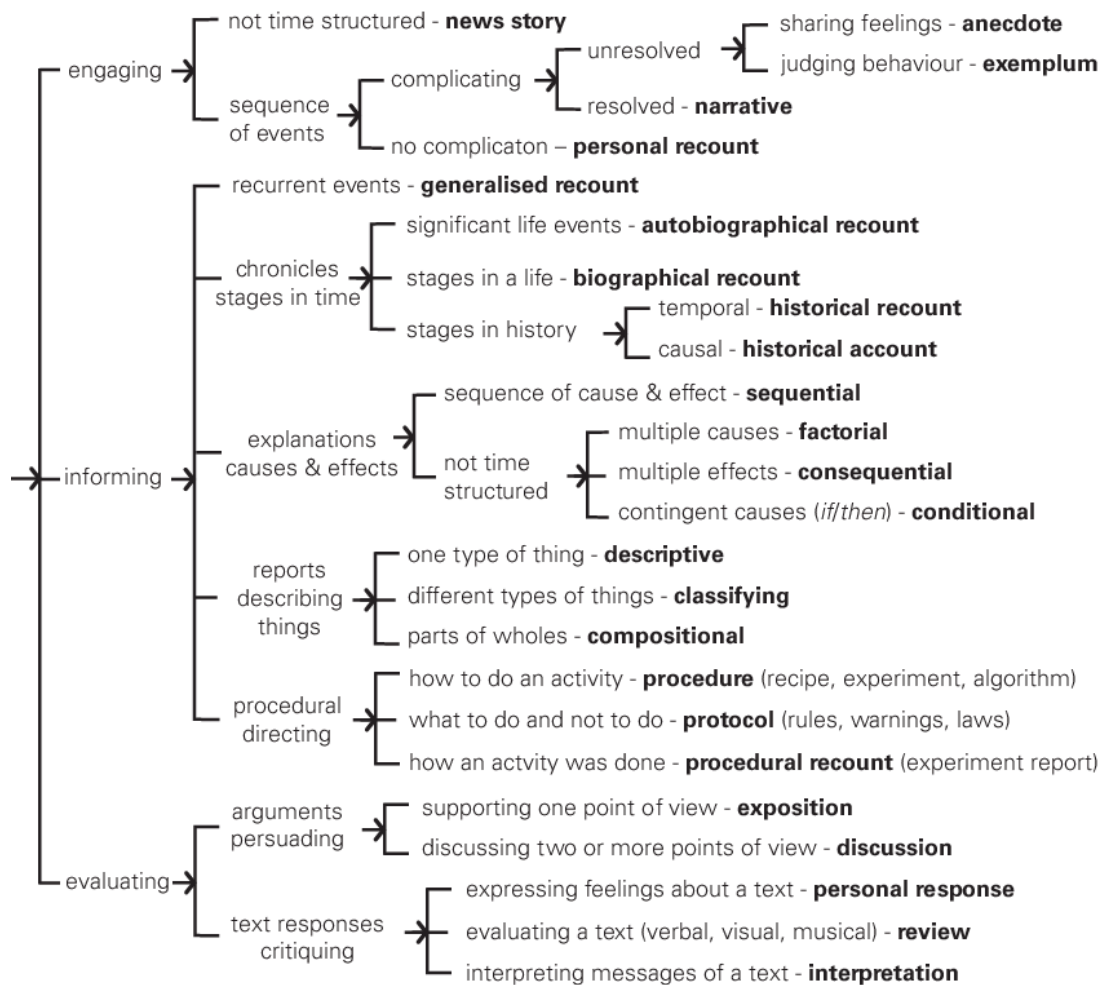 not time structured - news story
sharing feelings - anecdote
unresolved
engaging
complicating
judging behaviour - exemplum
sequence
of events
resolved - narrative
no complicaton – personal recount
recurrent events - generalised recount
significant life events - autobiographical recount
chronicles
stages in time
stages in a life - biographical recount
temporal - historical recount
stages in history
causal - historical account
sequence of cause & effect - sequential
explanations
causes & effects
multiple causes - factorial
informing
not time
structured
multiple effects - consequential
contingent causes (if/then) - conditional
one type of thing - descriptive
reports
describing
things
different types of things - classifying
parts of wholes - compositional
how to do an activity - procedure (recipe, experiment, algorithm)
procedural
directing
what to do and not to do - protocol (rules, warnings, laws)
how an actvity was done - procedural recount (experiment report)
arguments
persuading
supporting one point of view - exposition
discussing two or more points of view - discussion
evaluating
expressing feelings about a text - personal response
text responses
critiquing
evaluating a text (verbal, visual, musical) - review
interpreting messages of a text - interpretation